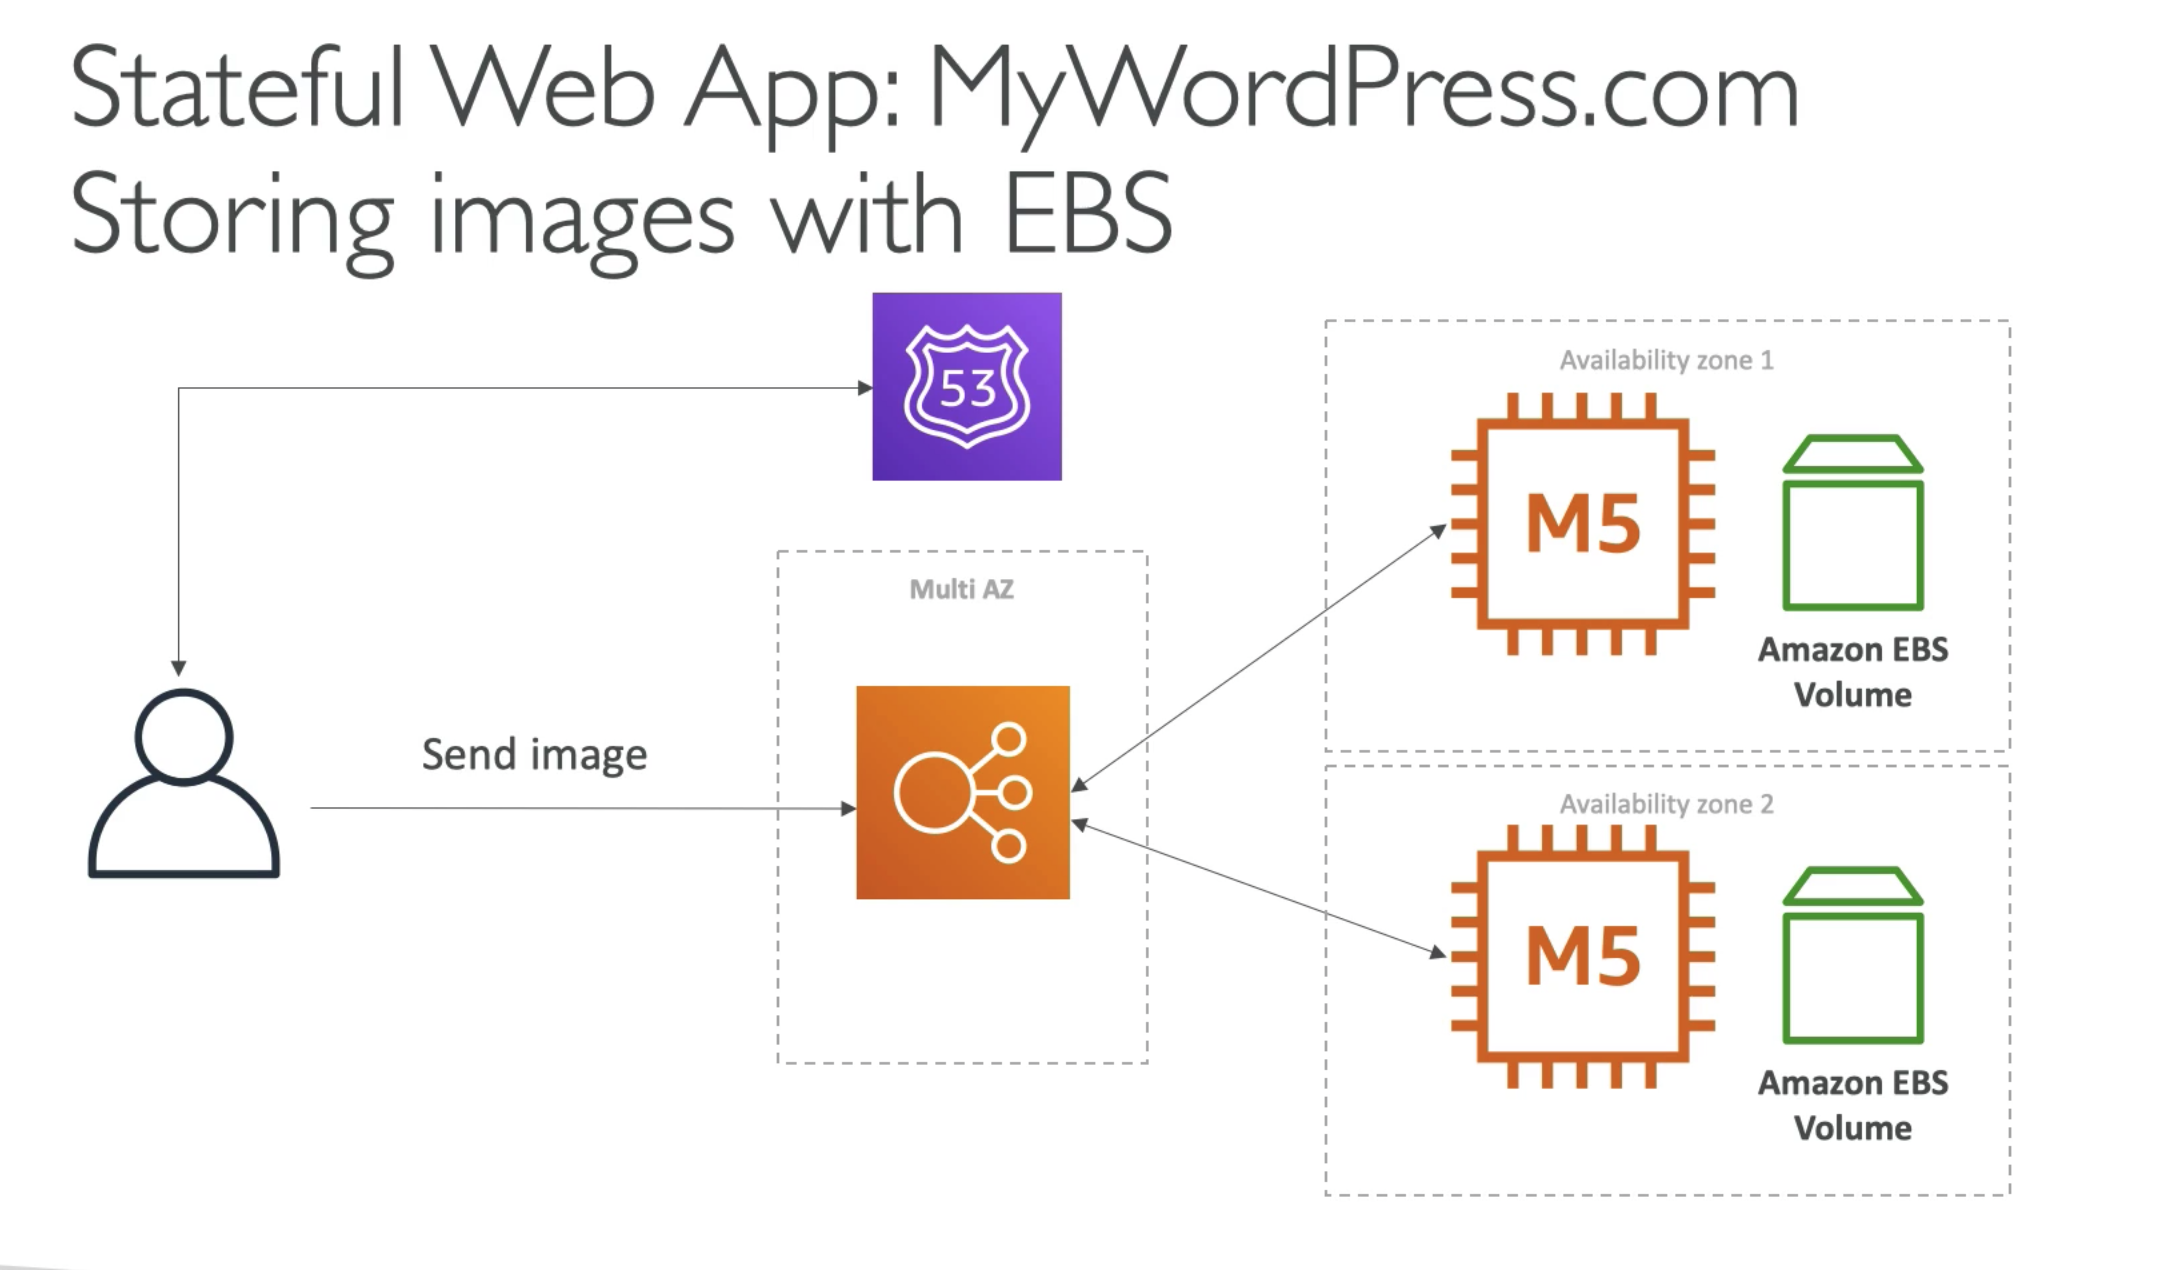 Stateful Web App: MyWordPress.com
Storing images with EBS
53
Availability zone 1
M5
Amazon EBS
Volume
Multi AZ
Send image
Availability zone 2
M5
Amazon EBS
Volume